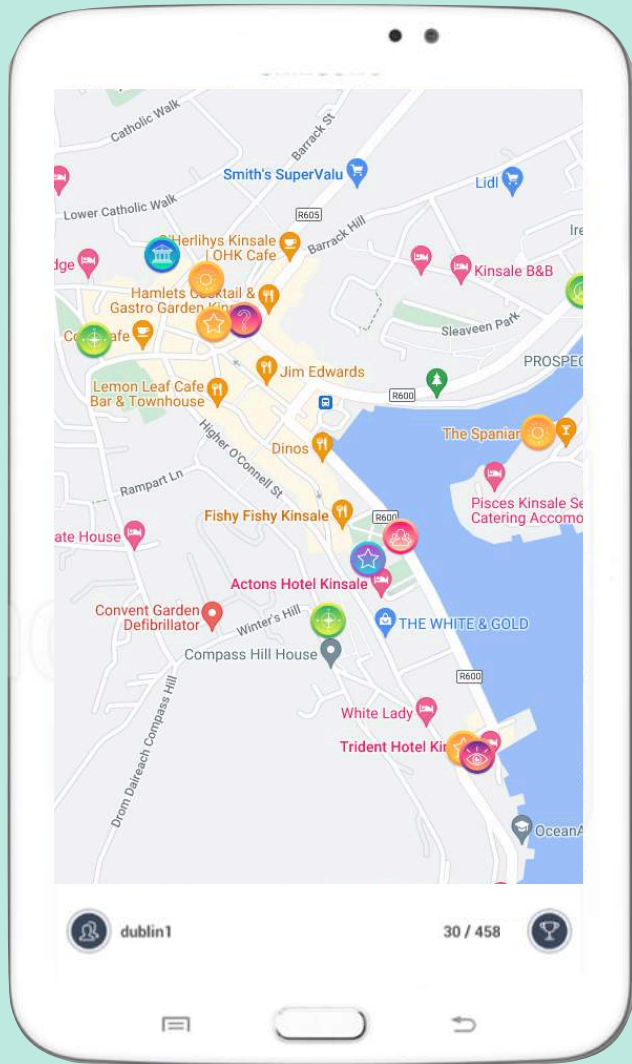 Catholic Walk
Barrack St
Smith's SuperValu
Lidl
Lower Catholic Walk
R605
O'Herlihys Kinsale
| OHK Cafe
Barrack Hill
Kinsale B&B
Hamlets Cocktail &
Gastro Garden
Sleaveen Park
PROSPEC
Jim Edwards
R600
Lemon Leaf Cafe
Bar & Townhouse
The Spaniar
Higher O'Connell St
Dinos
Rampart Ln
Pisces Kinsale Se
Catering Accomo
Fishy Fishy Kinsale
R600
ate House
Actons Hotel Kinsale
Convent Garden
Defibrillator
Winter's Hill
THE WHITE & GOLD
Compass Hill House
R600
White Lady
Trident Hotel Kin
Drom Daireach Compass Hill
OceanA
dublin1
30 / 458